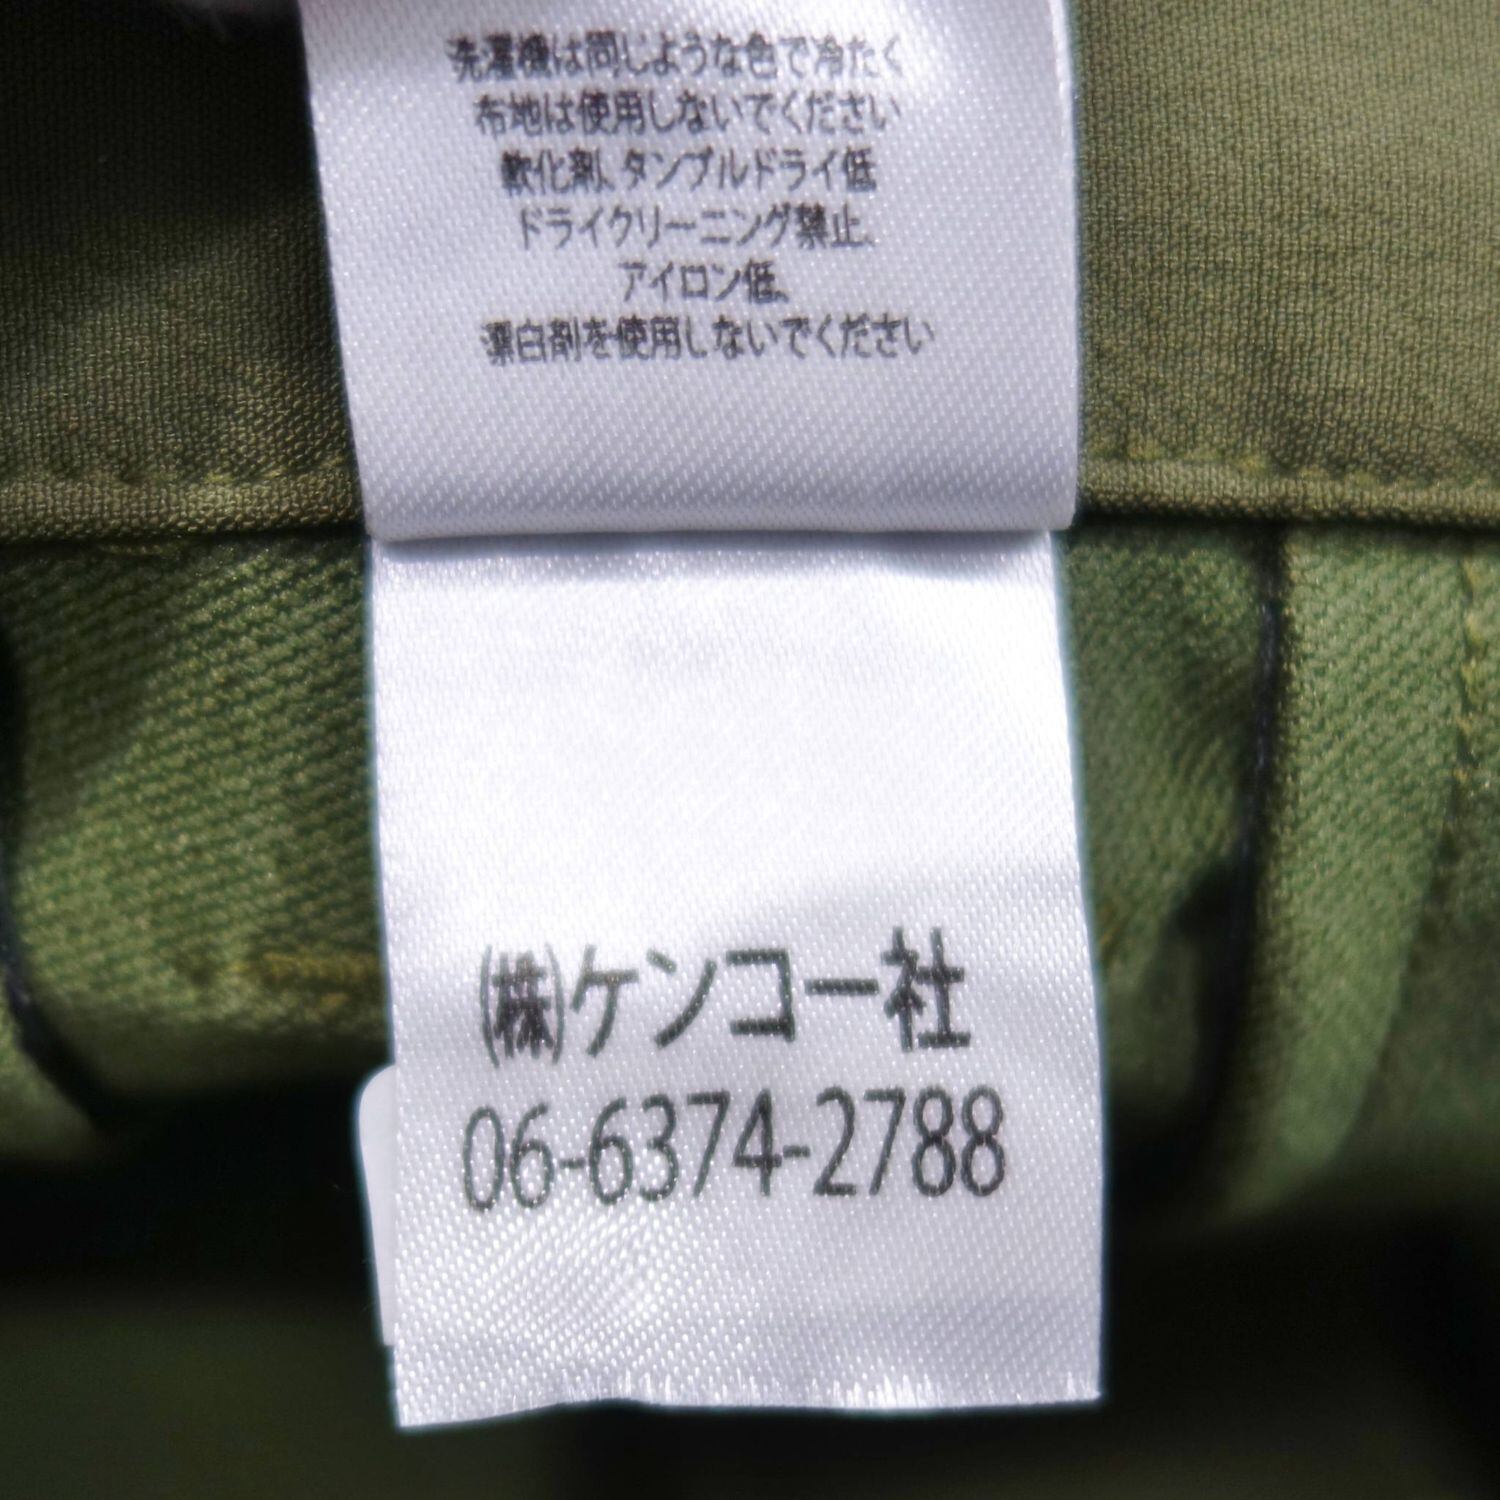 洗濯機は同じような色で冷たく
布地は使用しないでください
軟化剤、タンブルドライ低
ドライクリーニング禁止、
アイロン低、
漂白剤を使用しないでください
㈱ケンコー社
06-6374-2788